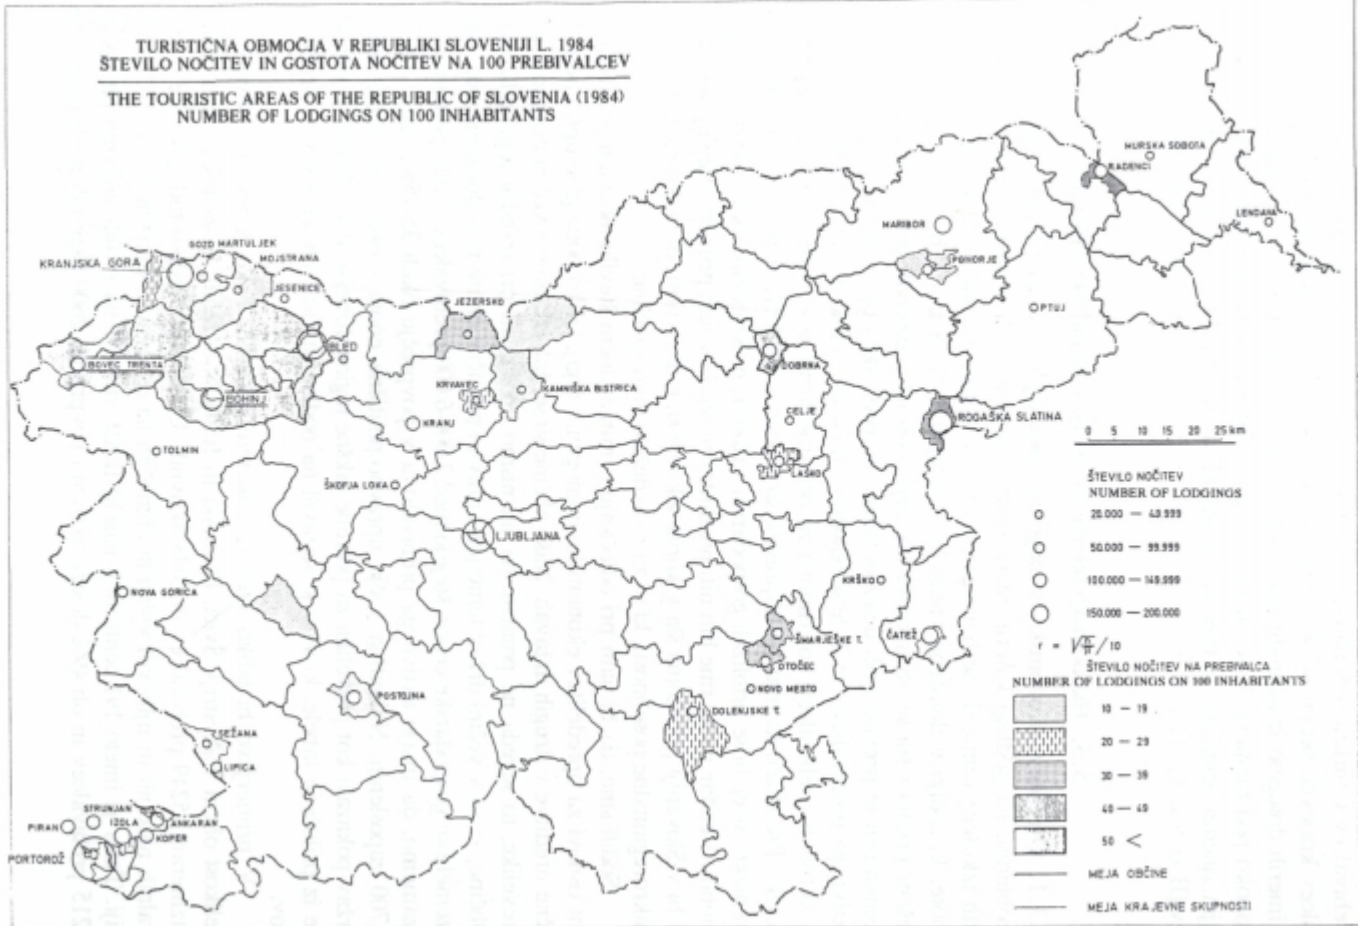 TURISTIČNA OBMOČJA V REPUBLIKI SLOVENIJI L. 1984
ŠTEVILO NOČITEV IN GOSTOTA NOČITEV NA 100 PREBIVALCEV
THE TOURISTIC AREAS OF THE REPUBLIC OF SLOVENIA (1984)
NUMBER OF LODGINGS ON 100 INHABITANTS
MURSKA SOBOTA
RADENCI
LENDAVA
MARIBOR
POHORJE
PTUJ
GOZD MARTULJEK
KRANJSKA GORA
MOJSTRANA
JESENICE
JEZERSKO
BLED
BOVEC TRENTA
BOHINJ
KRVAVEC
KAMNIŠKA BISTRICA
KRANJ
DOBRNA
CELJE
ROGAŠKA SLATINA
TOLMIN
ŠKOFJA LOKA
LAŠKO
LJUBLJANA
KRŠKO
NOVA GORICA
ŠMARJEŠKE T.
ČATEŽ
OTOČEC
NOVO MESTO
POSTOJNA
DOLENJSKE T.
SEŽANA
LIPICA
STRUNJAN
PIRAN
IZOLA
ANKARAN
KOPER
PORTOROŽ
0 5 10 15 20 25 km
ŠTEVILO NOČITEV
NUMBER OF LODGINGS
20.000 — 49.999
50.000 — 99.999
100.000 — 149.999
150.000 — 200.000
ŠTEVILO NOČITEV NA PREBIVALCA
NUMBER OF LODGINGS ON 100 INHABITANTS
10 — 19
20 — 29
30 — 39
40 — 49
50 <
MEJA OBČINE
MEJA KRAJEVNE SKUPNOSTI